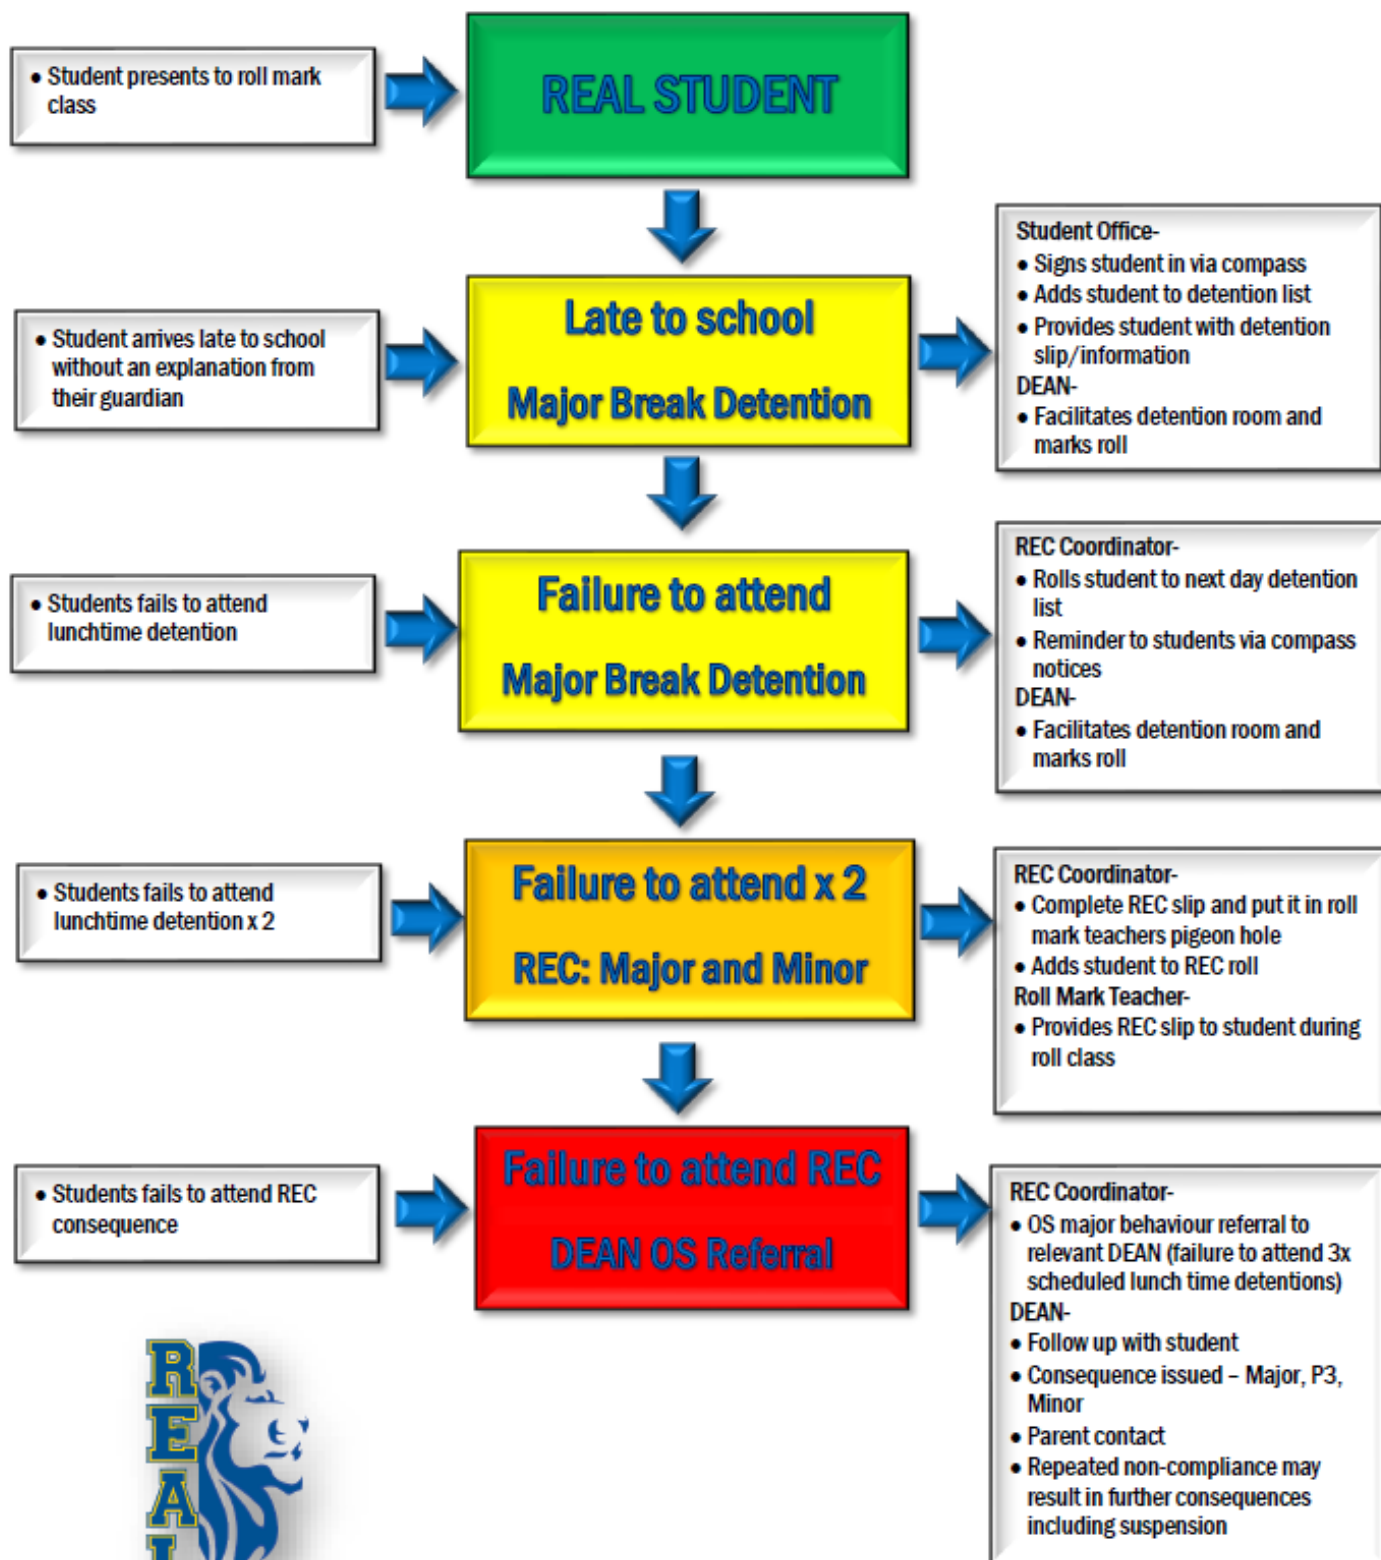 • Student presents to roll mark
class
REAL STUDENT
• Student arrives late to school
without an explanation from
their guardian
Late to school
Major Break Detention
Student Office-
• Signs student in via compass
• Adds student to detention list
• Provides student with detention
slip/information
DEAN-
• Facilitates detention room and
marks roll
• Students fails to attend
lunchtime detention
Failure to attend
Major Break Detention
REC Coordinator-
• Rolls student to next day detention
list
• Reminder to students via compass
notices
DEAN-
• Facilitates detention room and
marks roll
• Students fails to attend
lunchtime detention x 2
Failure to attend x 2
REC: Major and Minor
REC Coordinator-
• Complete REC slip and put it in roll
mark teachers pigeon hole
• Adds student to REC roll
Roll Mark Teacher-
• Provides REC slip to student during
roll class
• Students fails to attend REC
consequence
Failure to attend REC
DEAN OS Referral
REC Coordinator-
• OS major behaviour referral to
relevant DEAN (failure to attend 3x
scheduled lunch time detentions)
DEAN-
• Follow up with student
• Consequence issued – Major, P3,
Minor
• Parent contact
• Repeated non-compliance may
result in further consequences
including suspension
REAL